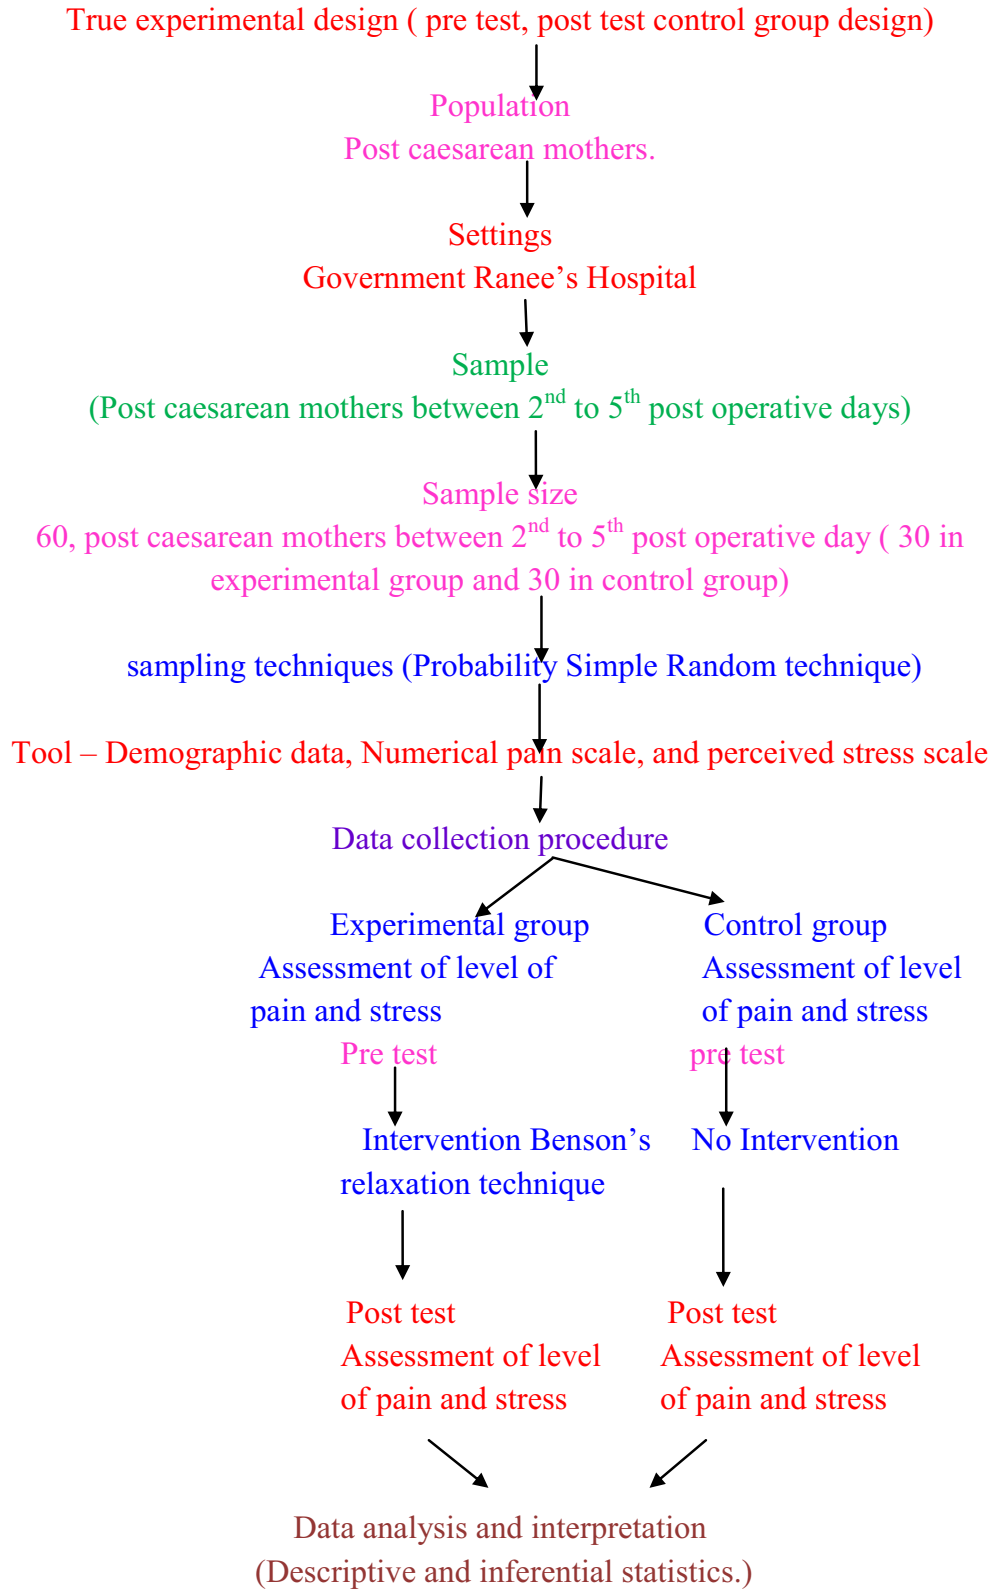 True experimental design ( pre test, post test control group design)
Population
Post caesarean mothers.
Settings
Government Ranee’s Hospital
Sample
(Post caesarean mothers between 2nd to 5th post operative days)
Sample size
60, post caesarean mothers between 2nd to 5th post operative day ( 30 in
experimental group and 30 in control group)
sampling techniques (Probability Simple Random technique)
Tool – Demographic data, Numerical pain scale, and perceived stress scale
Data collection procedure
Experimental group
Assessment of level of
pain and stress
Pre test
Control group
Assessment of level
of pain and stress
pre test
Intervention Benson’s
relaxation technique
No Intervention
Post test
Assessment of level
of pain and stress
Post test
Assessment of level
of pain and stress
Data analysis and interpretation
(Descriptive and inferential statistics.)